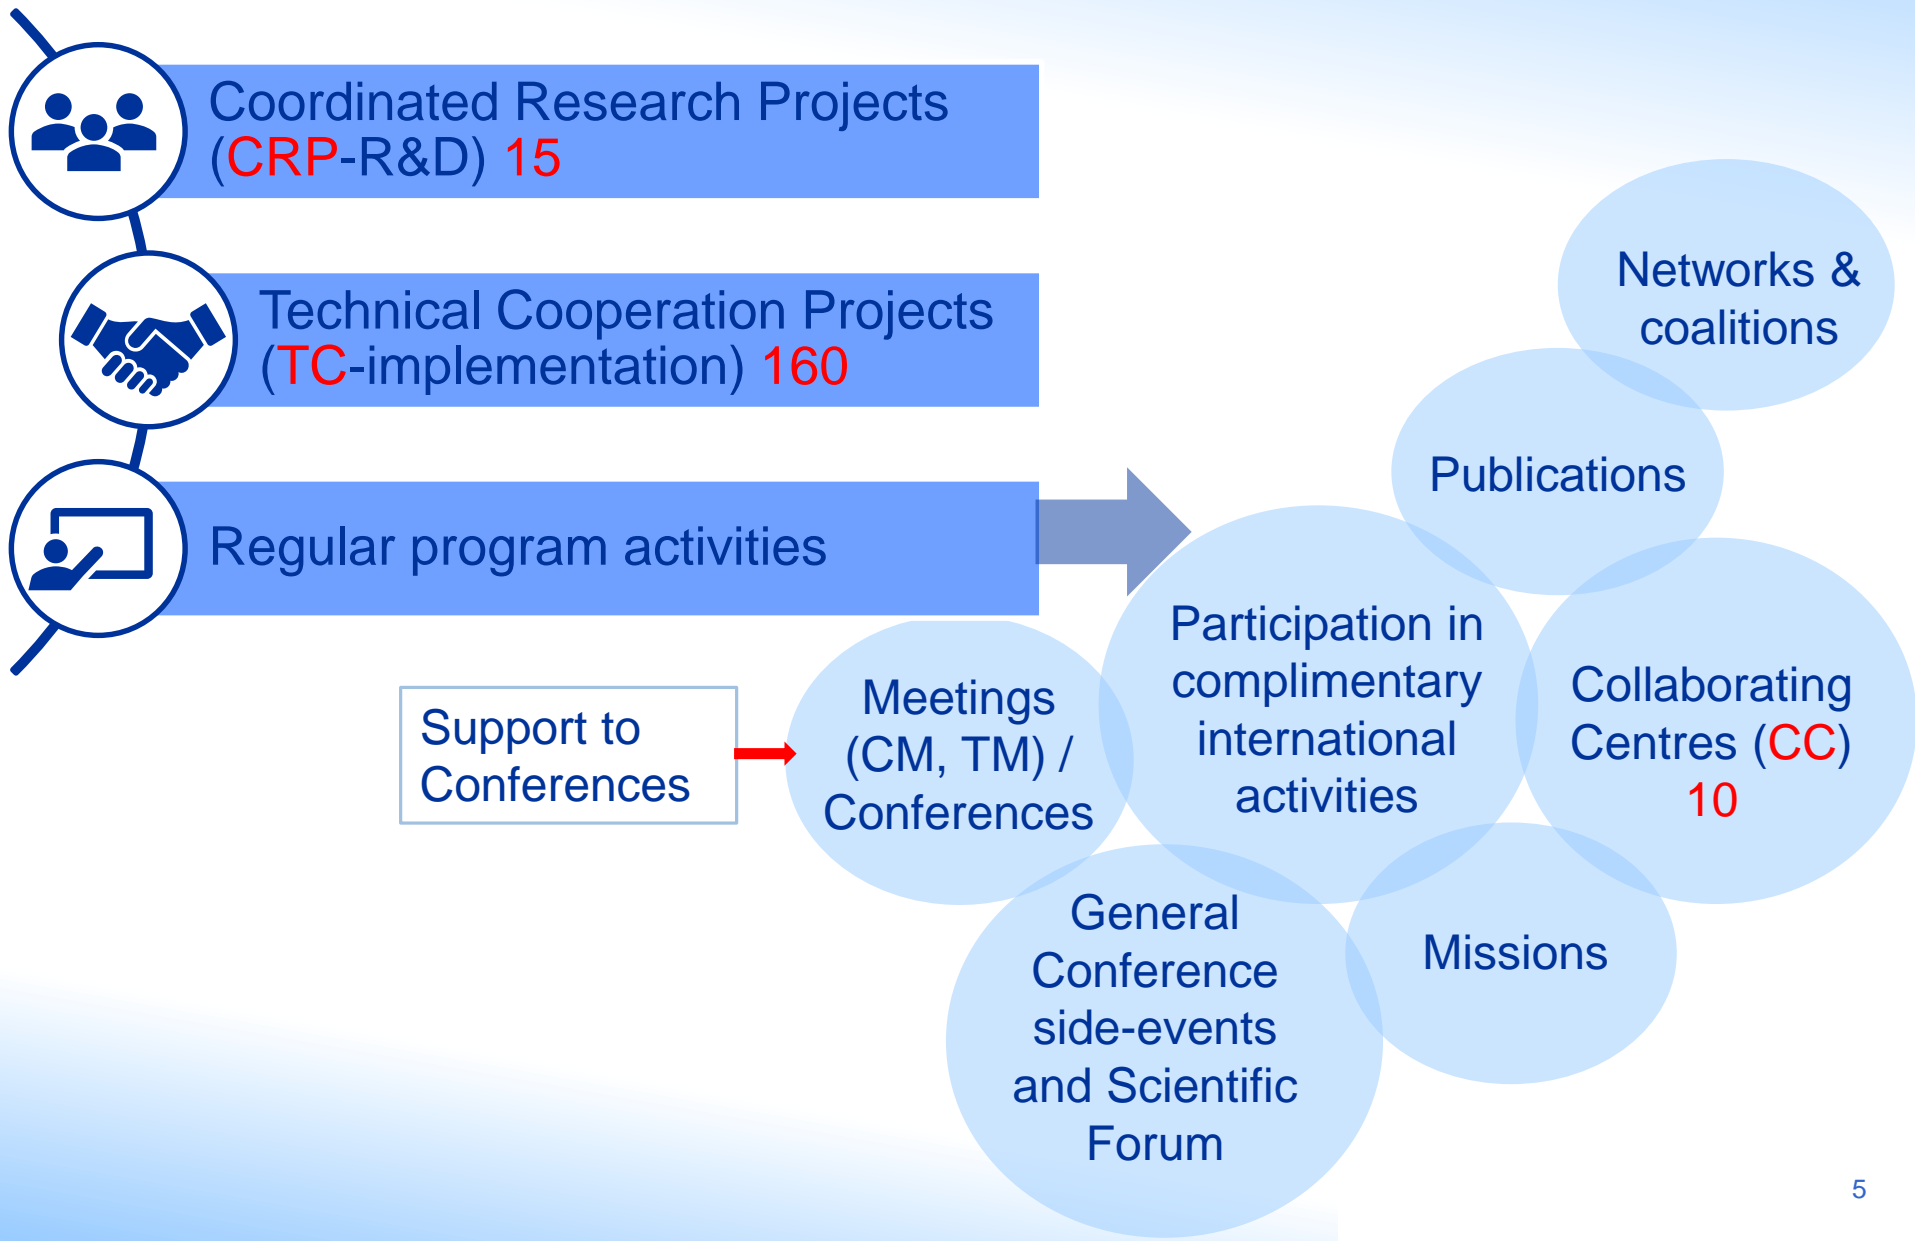 Coordinated Research Projects
(CRP-R&D) 15
Technical Cooperation Projects
(TC-implementation) 160
Regular program activities
Support to
Conferences
Meetings
(CM, TM) /
Conferences
Participation in
complimentary
international
activities
Networks &
coalitions
Publications
Collaborating
Centres (CC)
10
Missions
General
Conference
side-events
and Scientific
Forum
5